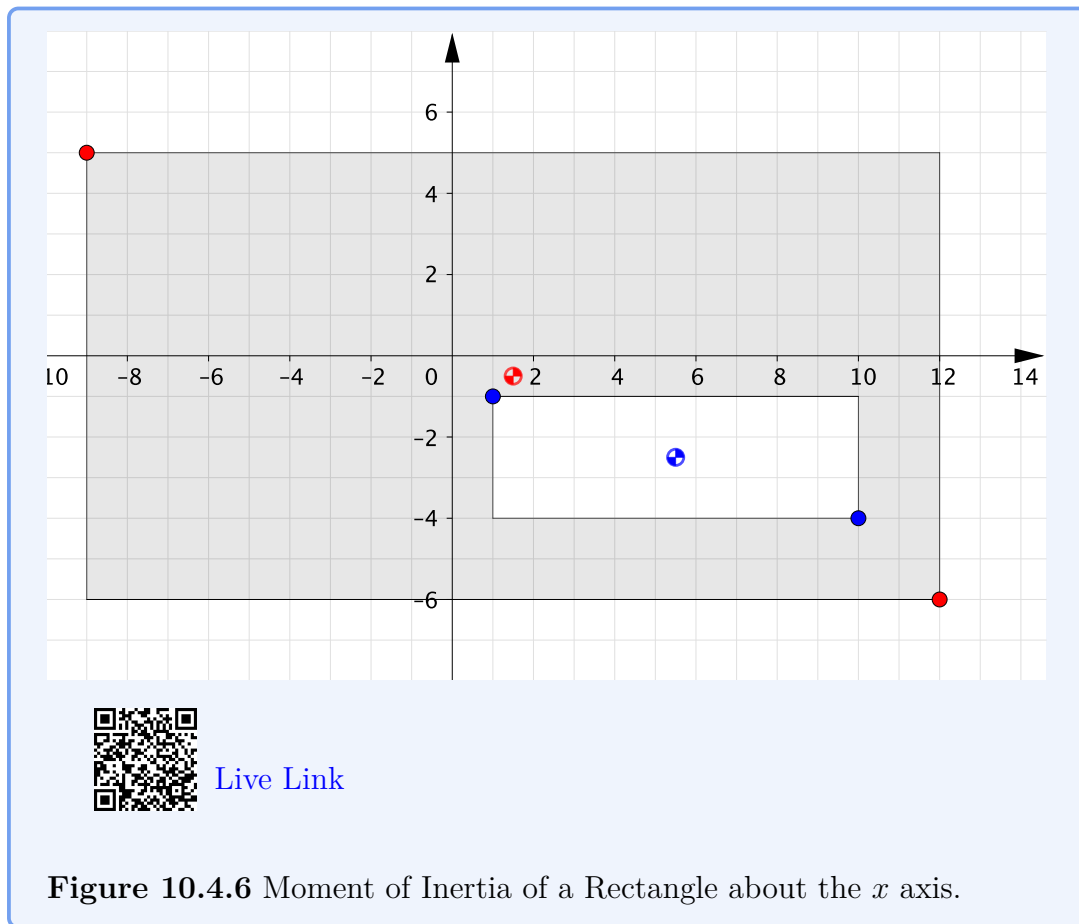 6
4
2
10 –8 –6 –4 –2 0 2 4 6 8 10 12 14
–2
–4
–6
Live Link
Figure 10.4.6 Moment of Inertia of a Rectangle about the x axis.